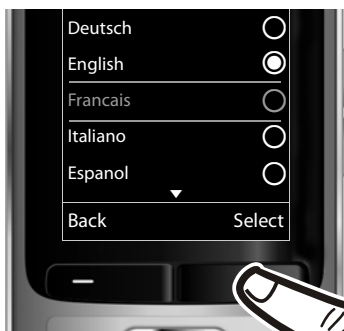 Deutsch
English
Francais
Italiano
Espanol
Back Select